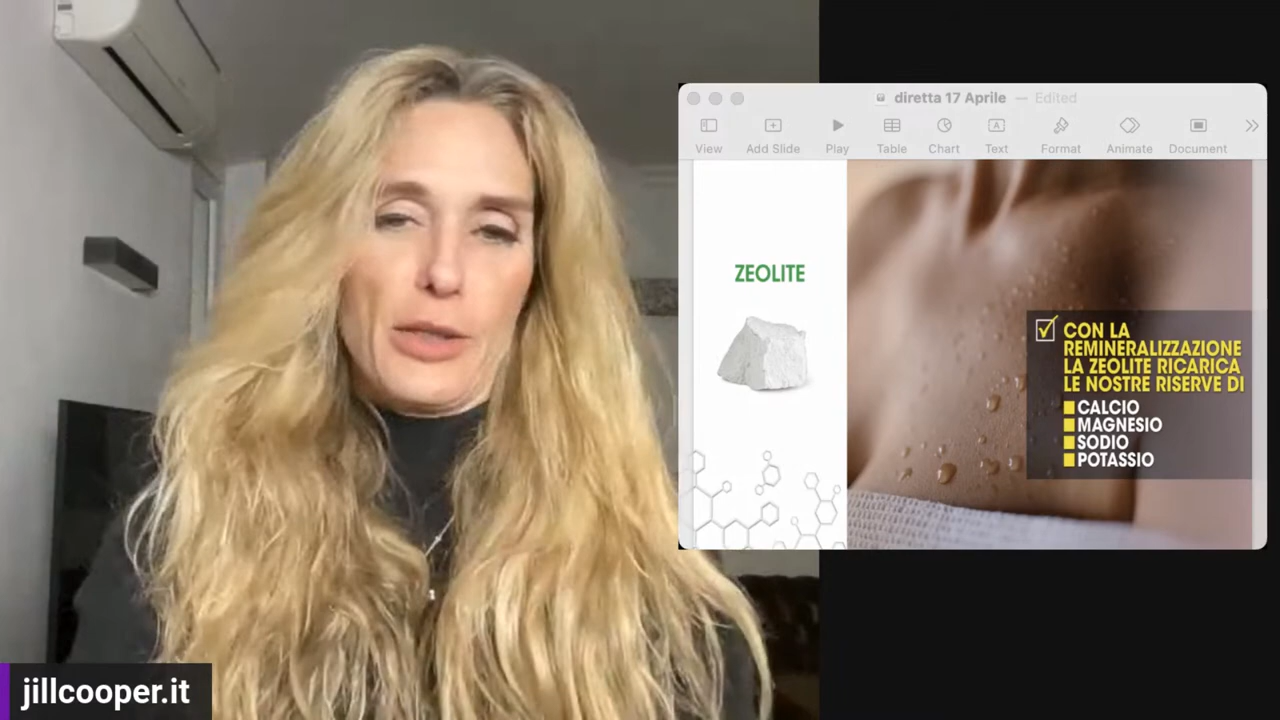 diretta 17 Aprile — Edited
View Add Slide Play Table Chart Text Format Animate Document
ZEOLITE
CON LA
REMINERALIZZAZIONE
LA ZEOLITE RICARICA
LE NOSTRE RISERVE DI
CALCIO
MAGNESIO
SODIO
POTASSIO
jillcooper.it